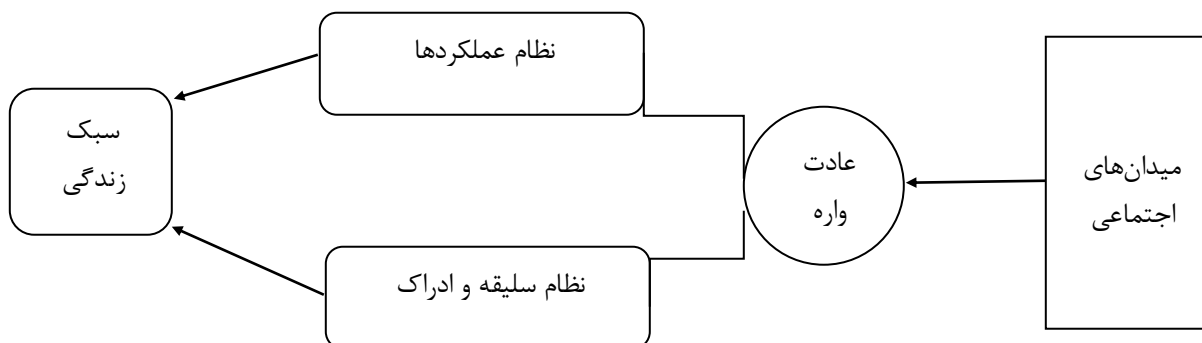 میدان‌های
اجتماعی
عادت
واره
نظام عملکردها
نظام سلیقه و ادراک
سبک
زندگی